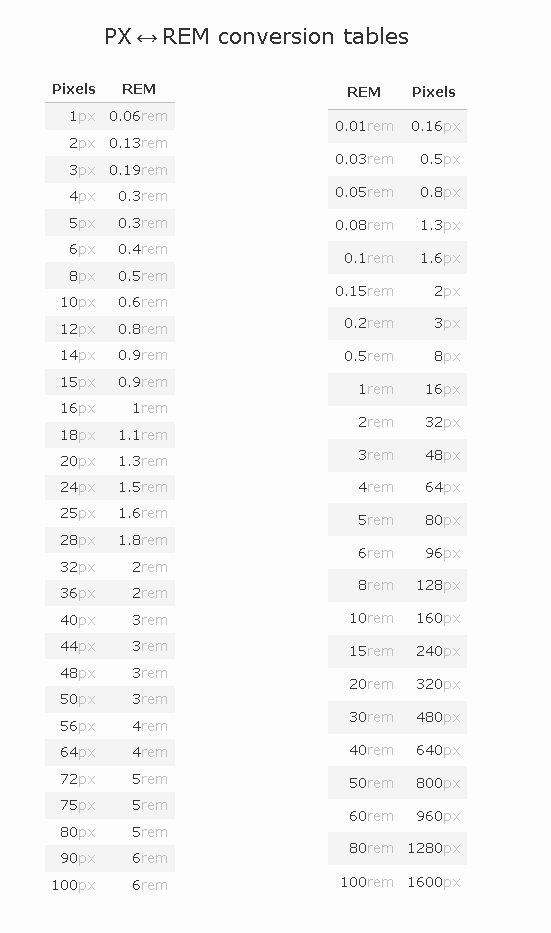 PX ↔ REM conversion tables
Pixels REM
1px 0.06rem
2px 0.13rem
3px 0.19rem
4px 0.3rem
5px 0.3rem
6px 0.4rem
8px 0.5rem
10px 0.6rem
12px 0.8rem
14px 0.9rem
15px 0.9rem
16px 1rem
18px 1.1rem
20px 1.3rem
24px 1.5rem
25px 1.6rem
28px 1.8rem
32px 2rem
36px 2rem
40px 3rem
44px 3rem
48px 3rem
50px 3rem
56px 4rem
64px 4rem
72px 5rem
75px 5rem
80px 5rem
90px 6rem
100px 6rem
REM Pixels
0.01rem 0.16px
0.03rem 0.5px
0.05rem 0.8px
0.08rem 1.3px
0.1rem 1.6px
0.15rem 2px
0.2rem 3px
0.5rem 8px
1rem 16px
2rem 32px
3rem 48px
4rem 64px
5rem 80px
6rem 96px
8rem 128px
10rem 160px
15rem 240px
20rem 320px
30rem 480px
40rem 640px
50rem 800px
60rem 960px
80rem 1280px
100rem 1600px